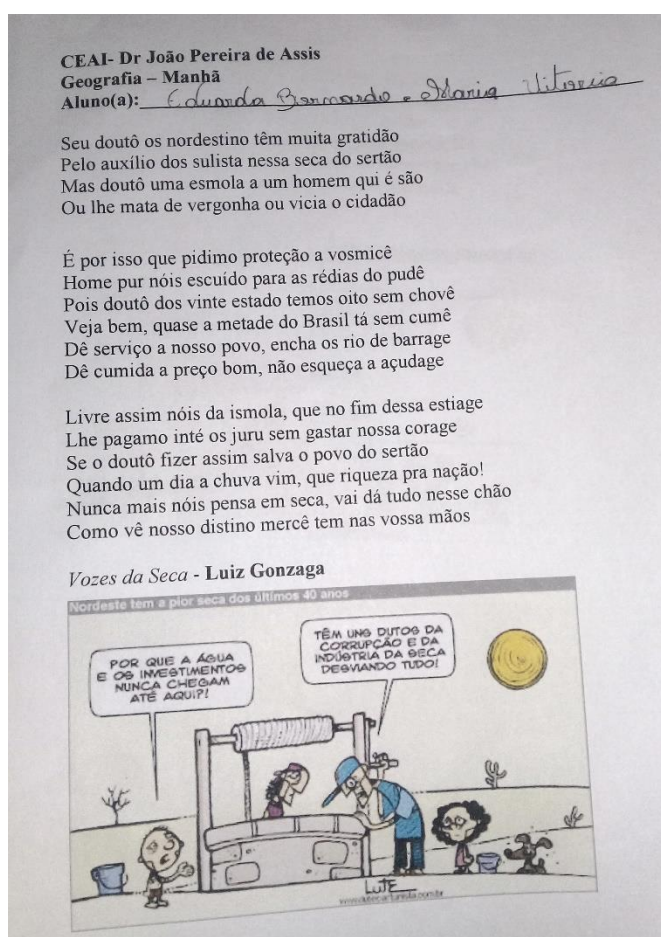 CEAI- Dr João Pereira de Assis
Geografia – Manhã
Aluno(a): Eduarda Bernardo e Maria Vitoria
Seu doutô os nordestino têm muita gratidão
Pelo auxílio dos sulista nessa seca do sertão
Mas doutô uma esmola a um homem qui é são
Ou lhe mata de vergonha ou vicia o cidadão
É por isso que pidimo proteção a vosmicê
Home pur nóis escuído para as rédias do pudê
Pois doutô dos vinte estado temos oito sem chovê
Veja bem, quase a metade do Brasil tá sem cumê
Dê serviço a nosso povo, encha os rio de barrage
Dê cumida a preço bom, não esqueça a açudage
Livre assim nóis da ismola, que no fim dessa estiage
Lhe pagamo inté os juru sem gastar nossa corage
Se o doutô fizer assim salva o povo do sertão
Quando um dia a chuva vim, que riqueza pra nação!
Nunca mais nóis pensa em seca, vai dá tudo nesse chão
Como vê nosso distino mercê tem nas vossa mãos
Vozes da Seca - Luiz Gonzaga
Nordeste tem a pior seca dos últimos 40 anos
POR QUE A ÁGUA
E OS INVESTIMENTOS
NUNCA CHEGAM
ATÉ AQUI?!
TÊM UNS DUTOS DA
CORRUPÇÃO E DA
INDÚSTRIA DA SECA
DESVIANDO TUDO!
LUTE